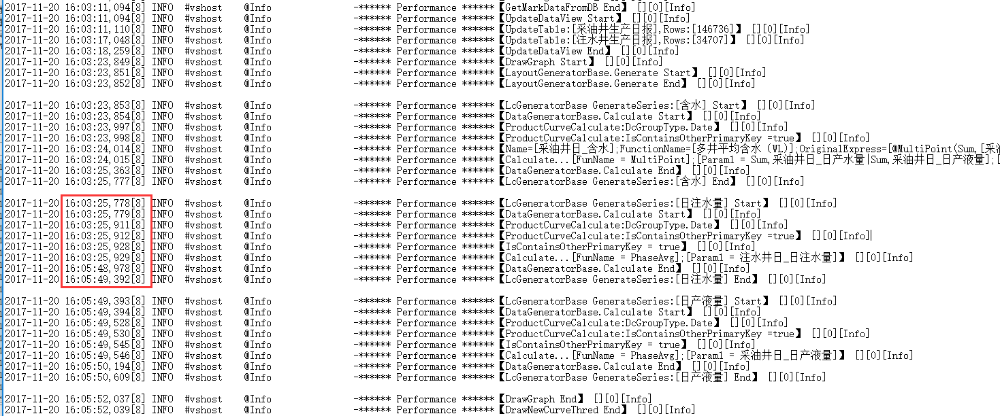 2017-11-20 16:03:11,094[8] INFO #vshost @Info -****** Performance ******【GetMarkDataFromDB End】 [][0][Info]
2017-11-20 16:03:11,094[8] INFO #vshost @Info -****** Performance ******【UpdateDataView Start】 [][0][Info]
2017-11-20 16:03:11,110[8] INFO #vshost @Info -****** Performance ******【UpdateTable:[采油井生产日报],Rows:[146736]】 [][0][Info]
2017-11-20 16:03:17,048[8] INFO #vshost @Info -****** Performance ******【UpdateTable:[注水井生产日报],Rows:[34707]】 [][0][Info]
2017-11-20 16:03:18,259[8] INFO #vshost @Info -****** Performance ******【UpdateDataView End】 [][0][Info]
2017-11-20 16:03:23,849[8] INFO #vshost @Info -****** Performance ******【DrawGraph Start】 [][0][Info]
2017-11-20 16:03:23,851[8] INFO #vshost @Info -****** Performance ******【LayoutGeneratorBase.Generate Start】 [][0][Info]
2017-11-20 16:03:23,852[8] INFO #vshost @Info -****** Performance ******【LayoutGeneratorBase.Generate End】 [][0][Info]
2017-11-20 16:03:23,853[8] INFO #vshost @Info -****** Performance ******【LcGeneratorBase GenerateSeries:[含水] Start】 [][0][Info]
2017-11-20 16:03:23,854[8] INFO #vshost @Info -****** Performance ******【DataGeneratorBase.Calculate Start】 [][0][Info]
2017-11-20 16:03:23,997[8] INFO #vshost @Info -****** Performance ******【ProductCurveCalculate:DcGroupType.Date】 [][0][Info]
2017-11-20 16:03:23,998[8] INFO #vshost @Info -****** Performance ******【ProductCurveCalculate:IsContainsOtherPrimaryKey =true】 [][0][Info]
2017-11-20 16:03:24,014[8] INFO #vshost @Info -****** Performance ******【Name=[采油井日_含水];FunctionName=[多井平均含水（WL)];OriginalExpress=[@MultiPoint(Sum,[采油
2017-11-20 16:03:24,015[8] INFO #vshost @Info -****** Performance ******【Calculate...[FunName = MultiPoint];[Param1 = Sum,采油井日_日产水量|Sum,采油井日_日产液量];[
2017-11-20 16:03:25,363[8] INFO #vshost @Info -****** Performance ******【DataGeneratorBase.Calculate End】 [][0][Info]
2017-11-20 16:03:25,777[8] INFO #vshost @Info -****** Performance ******【LcGeneratorBase GenerateSeries:[含水] End】 [][0][Info]
2017-11-20 16:03:25,778[8] INFO #vshost @Info -****** Performance ******【LcGeneratorBase GenerateSeries:[日注水量] Start】 [][0][Info]
2017-11-20 16:03:25,779[8] INFO #vshost @Info -****** Performance ******【DataGeneratorBase.Calculate Start】 [][0][Info]
2017-11-20 16:03:25,911[8] INFO #vshost @Info -****** Performance ******【ProductCurveCalculate:DcGroupType.Date】 [][0][Info]
2017-11-20 16:03:25,912[8] INFO #vshost @Info -****** Performance ******【ProductCurveCalculate:IsContainsOtherPrimaryKey =true】 [][0][Info]
2017-11-20 16:03:25,928[8] INFO #vshost @Info -****** Performance ******【IsContainsOtherPrimaryKey = true】 [][0][Info]
2017-11-20 16:03:25,929[8] INFO #vshost @Info -****** Performance ******【Calculate...[FunName = PhaseAvg];[Param1 = 注水井日_日注水量]】 [][0][Info]
2017-11-20 16:05:48,978[8] INFO #vshost @Info -****** Performance ******【DataGeneratorBase.Calculate End】 [][0][Info]
2017-11-20 16:05:49,392[8] INFO #vshost @Info -****** Performance ******【LcGeneratorBase GenerateSeries:[日注水量] End】 [][0][Info]
2017-11-20 16:05:49,393[8] INFO #vshost @Info -****** Performance ******【LcGeneratorBase GenerateSeries:[日产液量] Start】 [][0][Info]
2017-11-20 16:05:49,394[8] INFO #vshost @Info -****** Performance ******【DataGeneratorBase.Calculate Start】 [][0][Info]
2017-11-20 16:05:49,528[8] INFO #vshost @Info -****** Performance ******【ProductCurveCalculate:DcGroupType.Date】 [][0][Info]
2017-11-20 16:05:49,530[8] INFO #vshost @Info -****** Performance ******【ProductCurveCalculate:IsContainsOtherPrimaryKey =true】 [][0][Info]
2017-11-20 16:05:49,545[8] INFO #vshost @Info -****** Performance ******【IsContainsOtherPrimaryKey = true】 [][0][Info]
2017-11-20 16:05:49,546[8] INFO #vshost @Info -****** Performance ******【Calculate...[FunName = PhaseAvg];[Param1 = 采油井日_日产液量]】 [][0][Info]
2017-11-20 16:05:50,194[8] INFO #vshost @Info -****** Performance ******【DataGeneratorBase.Calculate End】 [][0][Info]
2017-11-20 16:05:50,609[8] INFO #vshost @Info -****** Performance ******【LcGeneratorBase GenerateSeries:[日产液量] End】 [][0][Info]
2017-11-20 16:05:52,037[8] INFO #vshost @Info -****** Performance ******【DrawGraph End】 [][0][Info]
2017-11-20 16:05:52,039[8] INFO #vshost @Info -****** Performance ******【DrawNewCurveThred End】 [][0][Info]